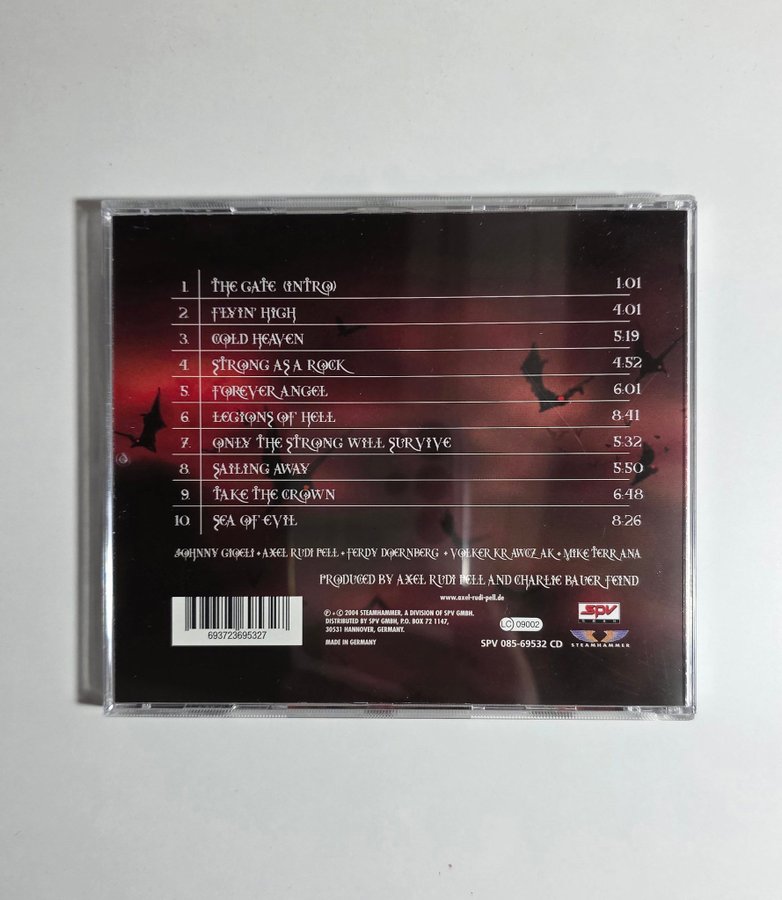 1. THE GATE (INTRO) 1:01
2. FLYIN' HIGH 4:01
3. COLD HEAVEN 5:19
4. STRONG AS A ROCK 4:52
5. FOREVER ANGEL 6:01
6. LEGIONS OF HELL 8:41
7. ONLY THE STRONG WILL SURVIVE 5:32
8. SAILING AWAY 5:50
9. TAKE THE CROWN 6:48
10. SEA OF EVIL 8:26
JOHNNY GIOELI • AXEL RUDI PELL • FERDY DOERNBERG • VOLKER KRAWCZAK • MIKE TERRANA
PRODUCED BY AXEL RUDI PELL AND CHARLIE BAUERFEIND
www.axel-rudi-pell.de
693723695327
℗ + © 2004 STEAMHAMMER, A DIVISION OF SPV GMBH.
DISTRIBUTED BY SPV GMBH, P.O. BOX 72 1147,
30531 HANNOVER, GERMANY.
MADE IN GERMANY
LC 09002
SPV 085-69532 CD
SPV
STEAMHAMMER